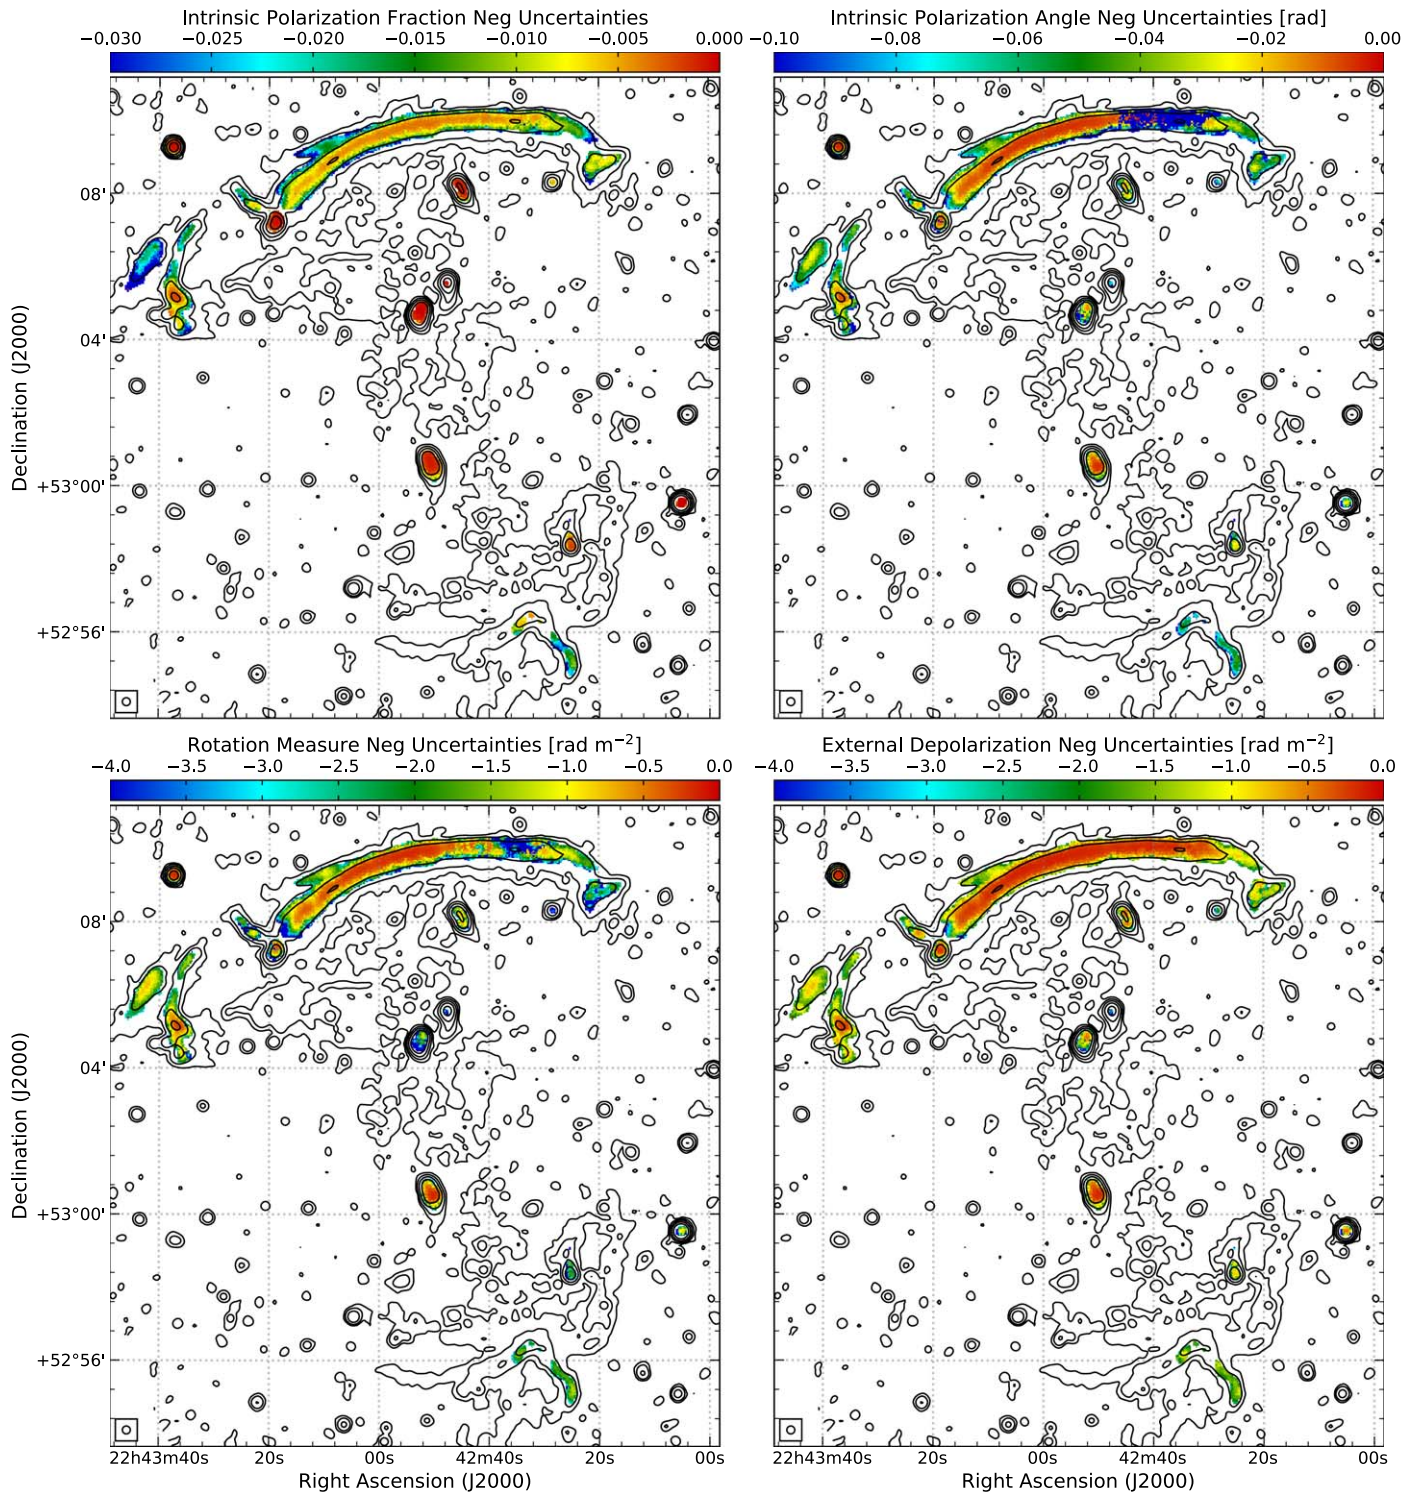 Intrinsic Polarization Fraction Neg Uncertainties
Intrinsic Polarization Angle Neg Uncertainties [rad]
−0.030 −0.025 −0.020 −0.015 −0.010 −0.005 0.000
−0.10 −0.08 −0.06 −0.04 −0.02 0.00
08'
04'
+53°00'
+52°56'
Declination (J2000)
Rotation Measure Neg Uncertainties [rad m⁻²]
External Depolarization Neg Uncertainties [rad m⁻²]
−4.0 −3.5 −3.0 −2.5 −2.0 −1.5 −1.0 −0.5 0.0
−4.0 −3.5 −3.0 −2.5 −2.0 −1.5 −1.0 −0.5 0.0
08'
04'
+53°00'
+52°56'
Declination (J2000)
22h43m40s 20s 00s 42m40s 20s 00s
22h43m40s 20s 00s 42m40s 20s 00s
Right Ascension (J2000)
Right Ascension (J2000)